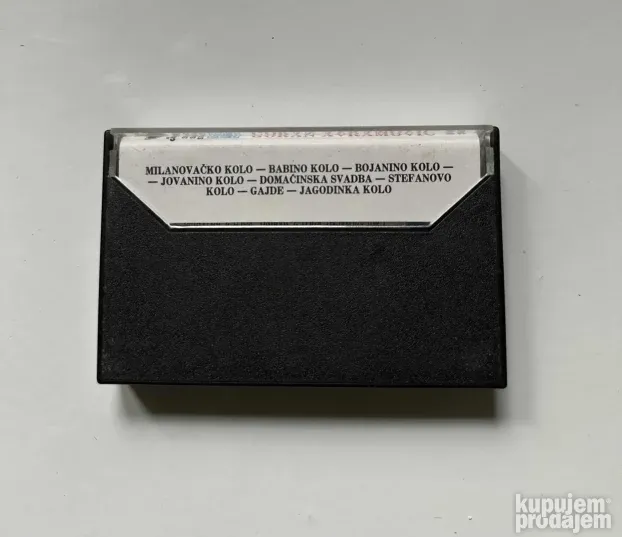 MILANOVAČKO KOLO — BABINO KOLO — BOJANINO KOLO —
— JOVANINO KOLO — DOMAĆINSKA SVADBA — STEFANOVO
KOLO — GAJDE — JAGODINKA KOLO
kupujem
prodajem